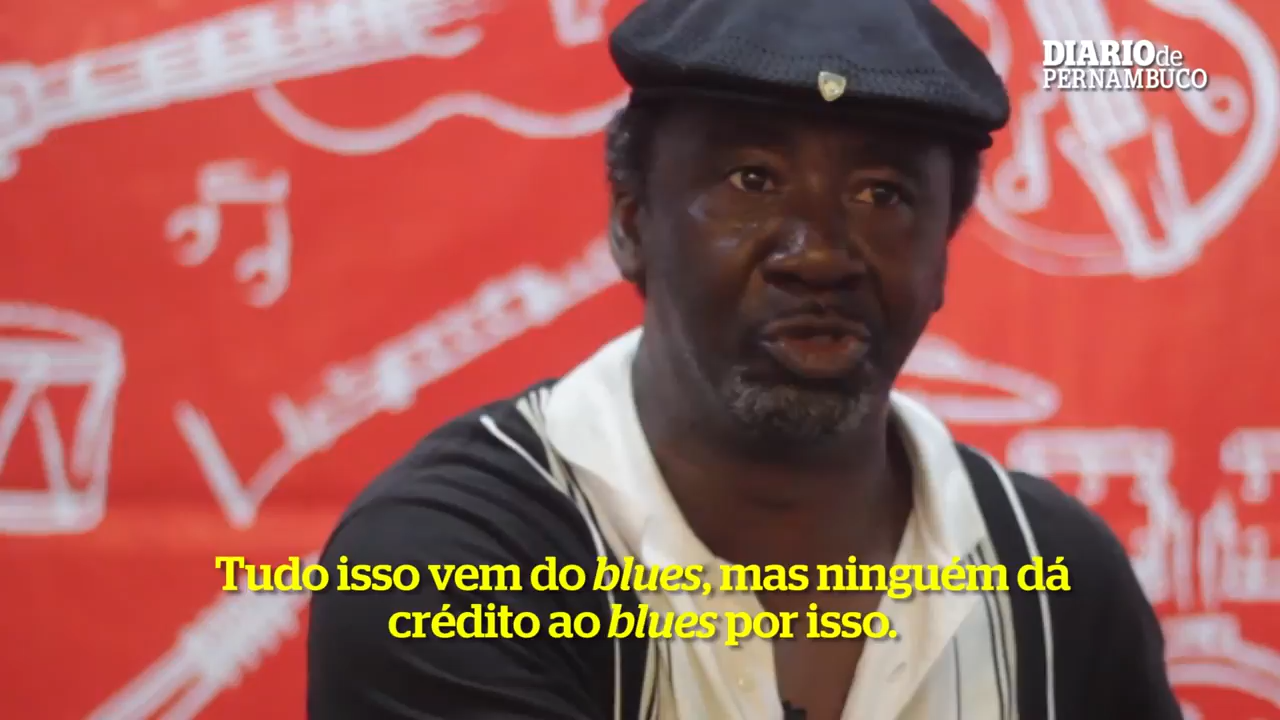 DIARIO de
PERNAMBUCO
Tudo isso vem do blues, mas ninguém dá
crédito ao blues por isso.